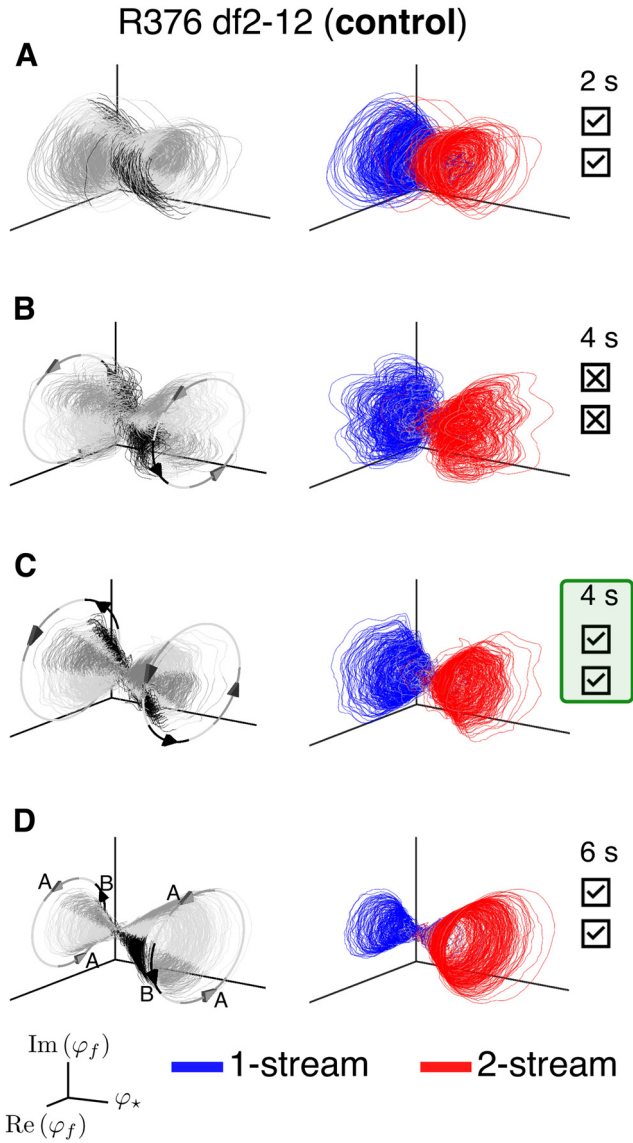 R376 df2-12 (control)
A
2 s
B
4 s
C
4 s
D
6 s
A
B
A
A
B
A
Im (φ_f)
φ⋆
Re (φ_f)
1-stream
2-stream